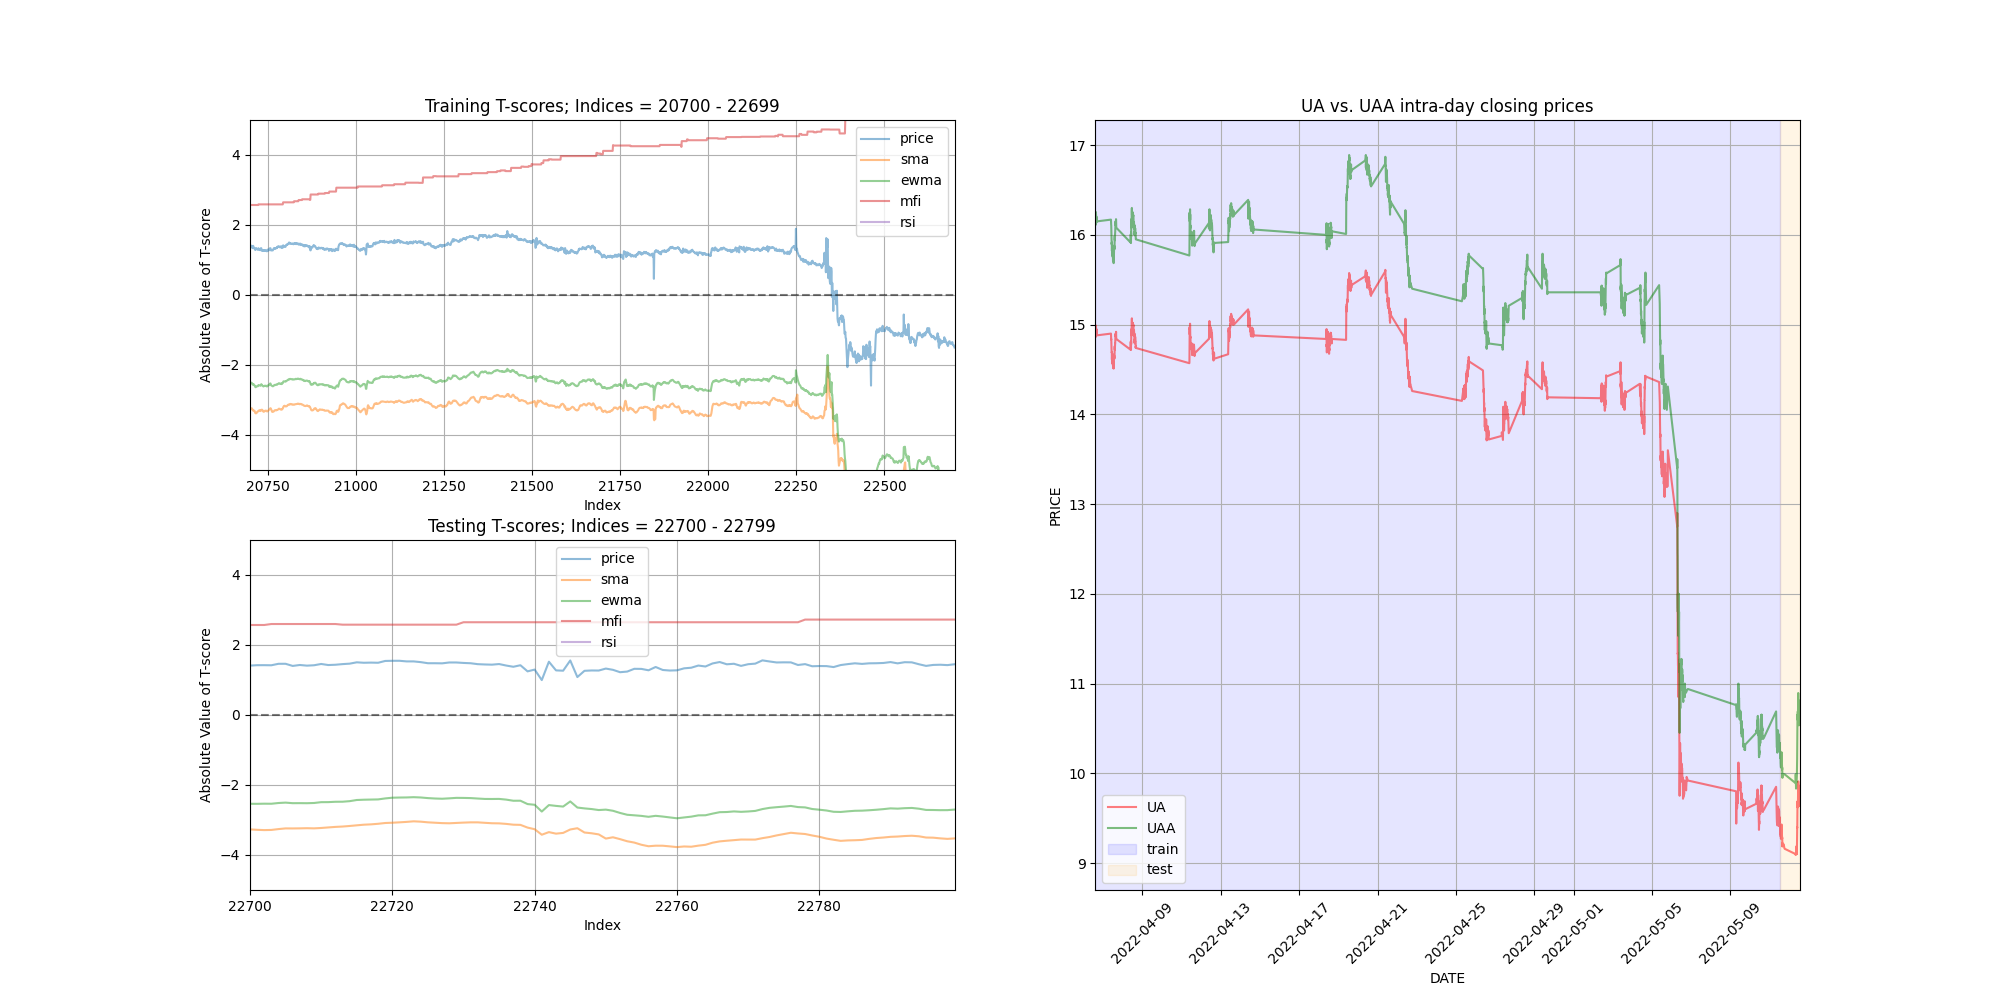 Training T-scores; Indices = 20700 - 22699
Absolute Value of T-score
4
2
0
−2
−4
price
sma
ewma
mfi
rsi
20750 21000 21250 21500 21750 22000 22250 22500
Index
Testing T-scores; Indices = 22700 - 22799
Absolute Value of T-score
4
2
0
−2
−4
price
sma
ewma
mfi
rsi
22700 22720 22740 22760 22780
Index
UA vs. UAA intra-day closing prices
PRICE
17
16
15
14
13
12
11
10
9
UA
UAA
train
test
2022-04-09 2022-04-13 2022-04-17 2022-04-21 2022-04-25 2022-04-29 2022-05-01 2022-05-05 2022-05-09
DATE